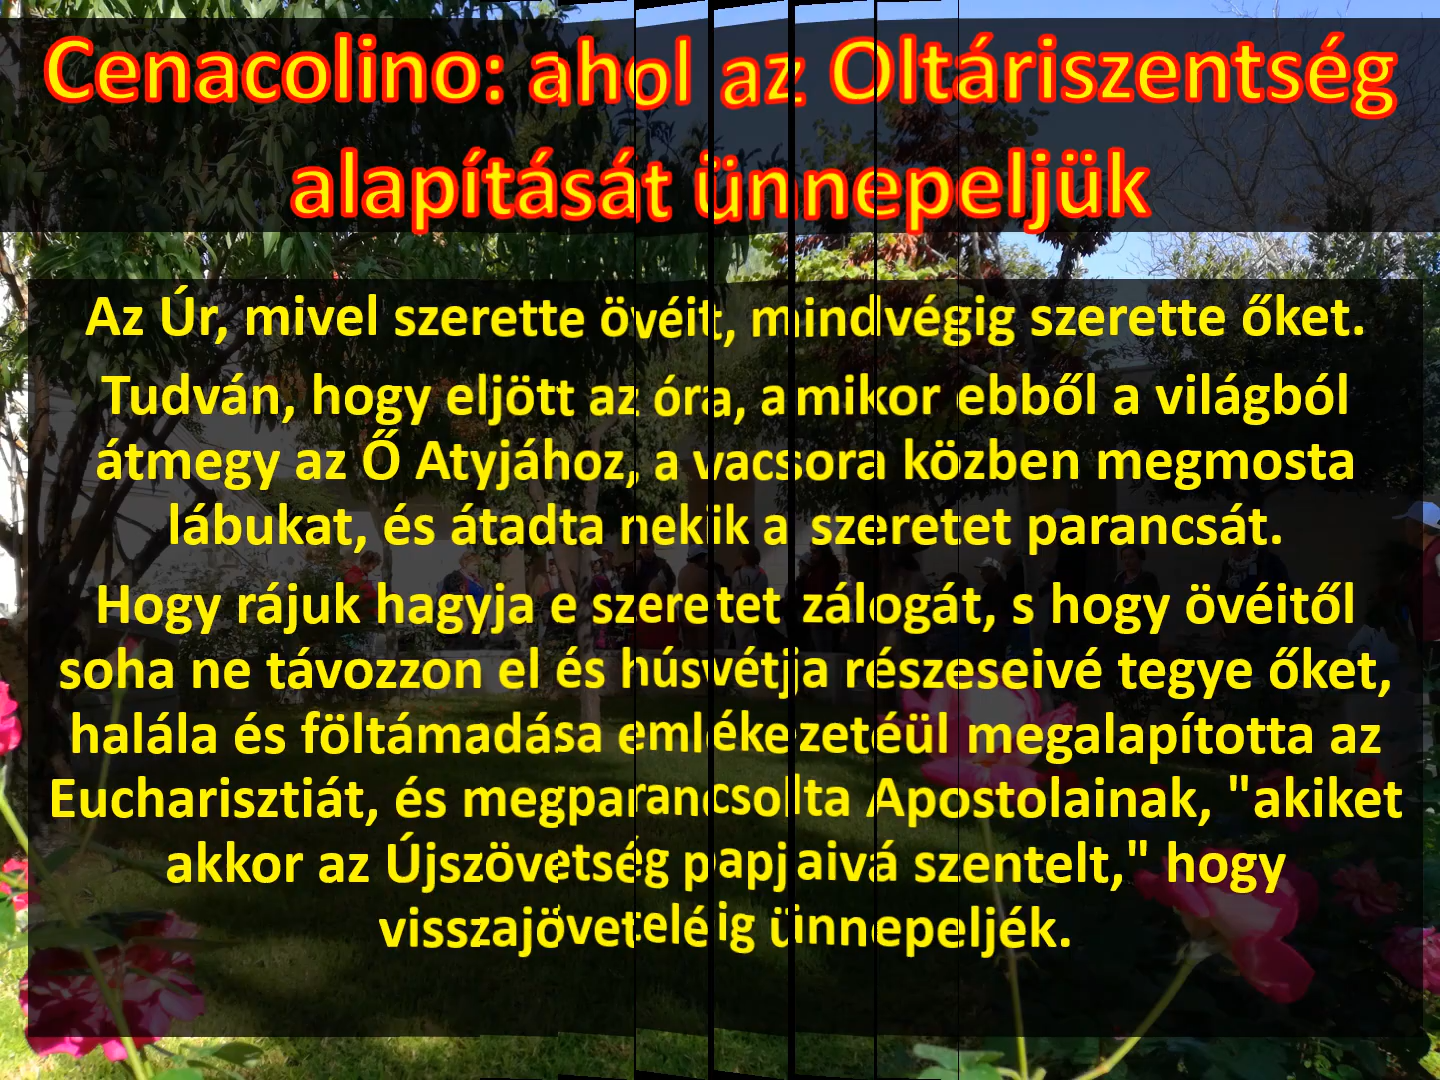 Cenacolino: ahol az Oltáriszentség
alapítását ünnepeljük
Az Úr, mivel szerette övéit, mindvégig szerette őket.
Tudván, hogy eljött az óra, amikor ebből a világból
átmegy az Ő Atyjához, a vacsora közben megmosta
lábukat, és átadta nekik a szeretet parancsát.
Hogy rájuk hagyja e szeretet zálogát, s hogy övéitől
soha ne távozzon el és húsvétja részeseivé tegye őket,
halála és föltámadása emlékezetéül megalapította az
Eucharisztiát, és megparancsolta Apostolainak, "akiket
akkor az Újszövetség papjaivá szentelt," hogy
visszajöveteléig ünnepeljék.